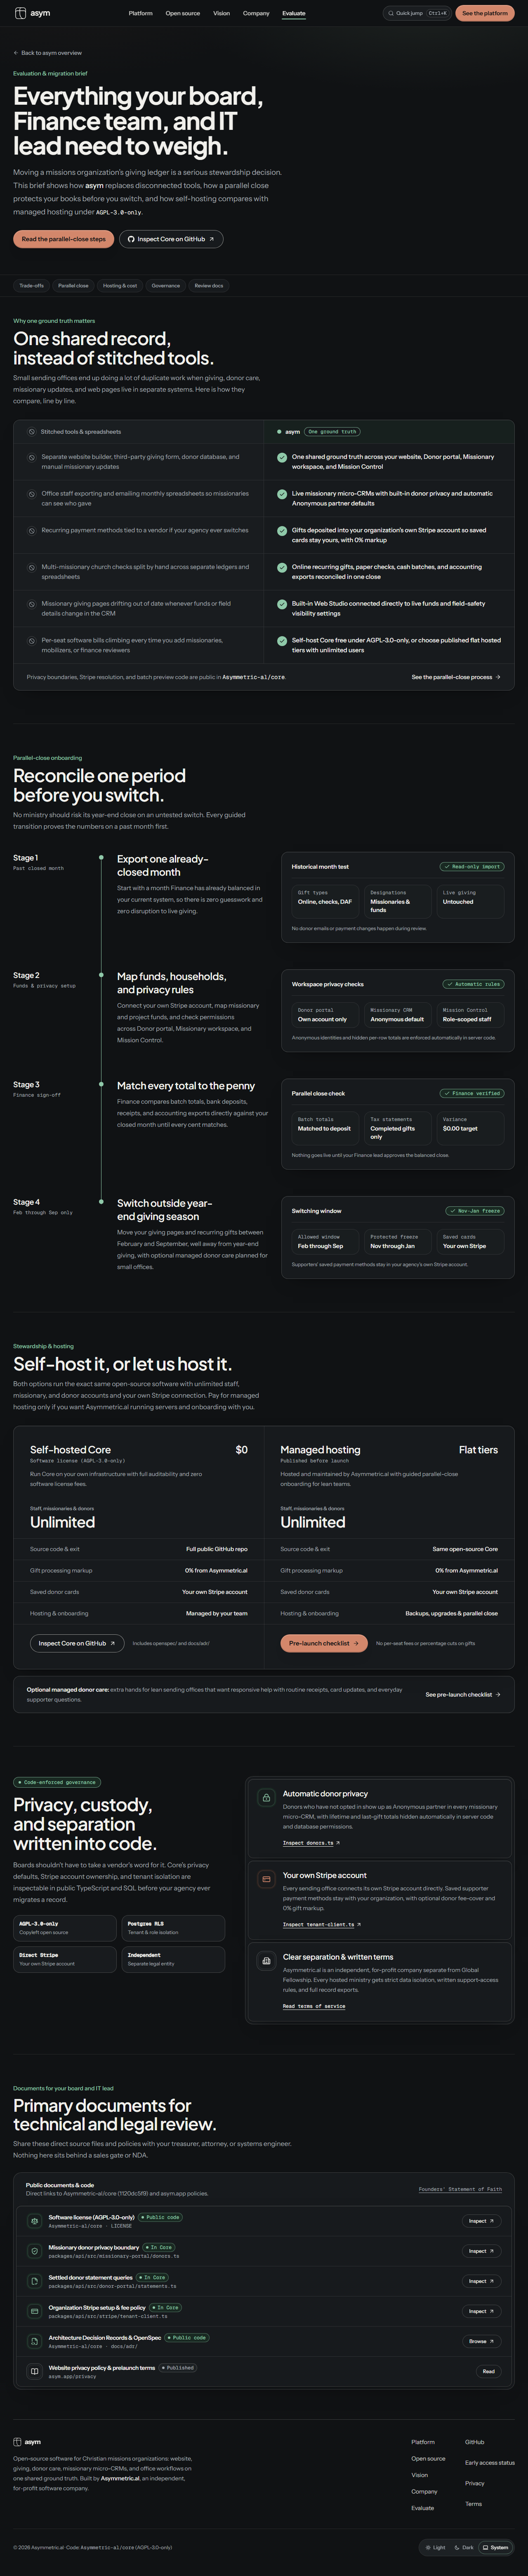 asym
Platform
Open source
Vision
Company
Evaluate
Quick jump
Ctrl+K
See the platform
Back to asym overview
Evaluation & migration brief
Everything your board,
Finance team, and IT
lead need to weigh.
Moving a missions organization's giving ledger is a serious stewardship decision.
This brief shows how asym replaces disconnected tools, how a parallel close
protects your books before you switch, and how self-hosting compares with
managed hosting under AGPL-3.0-only.
Read the parallel-close steps
Inspect Core on GitHub
Trade-offs
Parallel close
Hosting & cost
Governance
Review docs
Why one ground truth matters
One shared record,
instead of stitched tools.
Small sending offices end up doing a lot of duplicate work when giving, donor care,
missionary updates, and web pages live in separate systems. Here is how they
compare, line by line.
Stitched tools & spreadsheets
asym
One ground truth
Separate website builder, third-party giving form, donor database, and
manual missionary updates
One shared ground truth across your website, Donor portal, Missionary
workspace, and Mission Control
Office staff exporting and emailing monthly spreadsheets so missionaries
can see who gave
Live missionary micro-CRMs with built-in donor privacy and automatic
Anonymous partner defaults
Recurring payment methods tied to a vendor if your agency ever switches
Gifts deposited into your organization's own Stripe account so saved
cards stay yours, with 0% markup
Multi-missionary church checks split by hand across separate ledgers and
spreadsheets
Online recurring gifts, paper checks, cash batches, and accounting
exports reconciled in one close
Missionary giving pages drifting out of date whenever funds or field
details change in the CRM
Built-in Web Studio connected directly to live funds and field-safety
visibility settings
Per-seat software bills climbing every time you add missionaries,
mobilizers, or finance reviewers
Self-host Core free under AGPL-3.0-only, or choose published flat hosted
tiers with unlimited users
Privacy boundaries, Stripe resolution, and batch preview code are public in Asymmetric-al/core.
See the parallel-close process
Parallel-close onboarding
Reconcile one period
before you switch.
No ministry should risk its year-end close on an untested switch. Every guided
transition proves the numbers on a past month first.
Stage 1
Past closed month
Export one already-
closed month
Start with a month Finance has already balanced in
your current system, so there is zero guesswork and
zero disruption to live giving.
Historical month test
Read-only import
Gift types
Online, checks, DAF
Designations
Missionaries &
funds
Live giving
Untouched
No donor emails or payment changes happen during review.
Stage 2
Funds & privacy setup
Map funds, households,
and privacy rules
Connect your own Stripe account, map missionary
and project funds, and check permissions
across Donor portal, Missionary workspace, and
Mission Control.
Workspace privacy checks
Automatic rules
Donor portal
Own account only
Missionary CRM
Anonymous default
Mission Control
Role-scoped staff
Anonymous identities and hidden per-row totals are enforced automatically in server code.
Stage 3
Finance sign-off
Match every total to the penny
Finance compares batch totals, bank deposits,
receipts, and accounting exports directly against your
closed month until every cent matches.
Parallel close check
Finance verified
Batch totals
Matched to deposit
Tax statements
Completed gifts
only
Variance
$0.00 target
Nothing goes live until your Finance lead approves the balanced close.
Stage 4
Feb through Sep only
Switch outside year-
end giving season
Move your giving pages and recurring gifts between
February and September, well away from year-end
giving, with optional managed donor care planned for
small offices.
Switching window
Nov-Jan freeze
Allowed window
Feb through Sep
Protected freeze
Nov through Jan
Saved cards
Your own Stripe
Supporters' saved payment methods stay in your agency's own Stripe account.
Stewardship & hosting
Self-host it, or let us host it.
Both options run the exact same open-source software with unlimited staff,
missionary, and donor accounts and your own Stripe connection. Pay for managed
hosting only if you want Asymmetric.al running servers and onboarding with you.
Self-hosted Core
$0
Software license (AGPL-3.0-only)
Run Core on your own infrastructure with full auditability and zero
software license fees.
Staff, missionaries & donors
Unlimited
Source code & exit
Full public GitHub repo
Gift processing markup
0% from Asymmetric.al
Saved donor cards
Your own Stripe account
Hosting & onboarding
Managed by your team
Inspect Core on GitHub
Includes openspec/ and docs/adr/
Managed hosting
Flat tiers
Published before launch
Hosted and maintained by Asymmetric.al with guided parallel-close
onboarding for lean teams.
Staff, missionaries & donors
Unlimited
Source code & exit
Same open-source Core
Gift processing markup
0% from Asymmetric.al
Saved donor cards
Your own Stripe account
Hosting & onboarding
Backups, upgrades & parallel close
Pre-launch checklist
No per-seat fees or percentage cuts on gifts
Optional managed donor care: extra hands for lean sending offices that want responsive help with routine receipts, card updates, and everyday
supporter questions.
See pre-launch checklist
Code-enforced governance
Privacy, custody,
and separation
written into code.
Boards shouldn't have to take a vendor's word for it. Core's privacy
defaults, Stripe account ownership, and tenant isolation are
inspectable in public TypeScript and SQL before your agency ever
migrates a record.
AGPL-3.0-only
Copyleft open source
Postgres RLS
Tenant & role isolation
Direct Stripe
Your own Stripe account
Independent
Separate legal entity
Automatic donor privacy
Donors who have not opted in show up as Anonymous partner in every missionary
micro-CRM, with lifetime and last-gift totals hidden automatically in server code
and database permissions.
Inspect donors.ts
Your own Stripe account
Every sending office connects its own Stripe account directly. Saved supporter
payment methods stay with your organization, with optional donor fee-cover and
0% gift markup.
Inspect tenant-client.ts
Clear separation & written terms
Asymmetric.al is an independent, for-profit company separate from Global
Fellowship. Every hosted ministry gets strict data isolation, written support-access
rules, and full record exports.
Read terms of service
Documents for your board and IT lead
Primary documents for
technical and legal review.
Share these direct source files and policies with your treasurer, attorney, or systems engineer.
Nothing here sits behind a sales gate or NDA.
Public documents & code
Direct links to Asymmetric-al/core (1f20dc5f9) and asym.app policies.
Founders' Statement of Faith
Software license (AGPL-3.0-only)
Public code
Asymmetric-al/core · LICENSE
Inspect
Missionary donor privacy boundary
In Core
packages/api/src/missionary-portal/donors.ts
Inspect
Settled donor statement queries
In Core
packages/api/src/donor-portal/statements.ts
Inspect
Organization Stripe setup & fee policy
In Core
packages/api/src/stripe/tenant-client.ts
Inspect
Architecture Decision Records & OpenSpec
Public code
Asymmetric-al/core · docs/adr/
Browse
Website privacy policy & prelaunch terms
Published
asym.app/privacy
Read
asym
Open-source software for Christian missions organizations: website,
giving, donor care, missionary micro-CRMs, and office workflows on
one shared ground truth. Built by Asymmetric.al, an independent,
for-profit software company.
Platform
Open source
Vision
Company
Evaluate
GitHub
Early access status
Privacy
Terms
© 2026 Asymmetric.al · Code: Asymmetric-al/core (AGPL-3.0-only)
Light
Dark
System